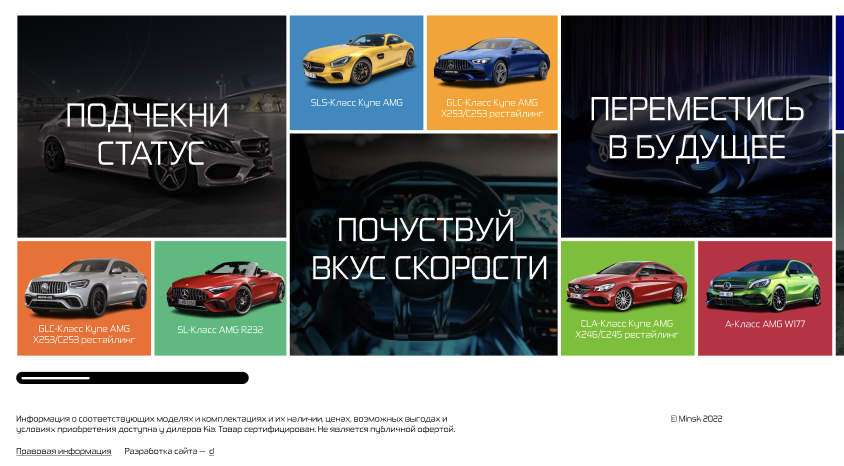 ПОДЧЕКНИ
СТАТУС
SLS-Класс Купе AMG
GLC-Класс Купе AMG
X253/C253 рестайлинг
ПЕРЕМЕСТИСЬ
В БУДУЩЕЕ
ПОЧУСТВУЙ
ВКУС СКОРОСТИ
GLC-Класс Купе AMG
X253/C253 рестайлинг
SL-Класс AMG R232
CLA-Класс Купе AMG
X246/C245 рестайлинг
A-Класс AMG W177
Информация о соответствующих моделях и комплектациях и их наличии, ценах, возможных выгодах и
условиях приобретения доступна у дилеров Kia. Товар сертифицирован. Не является публичной офертой.
© Minsk 2022
Правовая информация
Разработка сайта — d